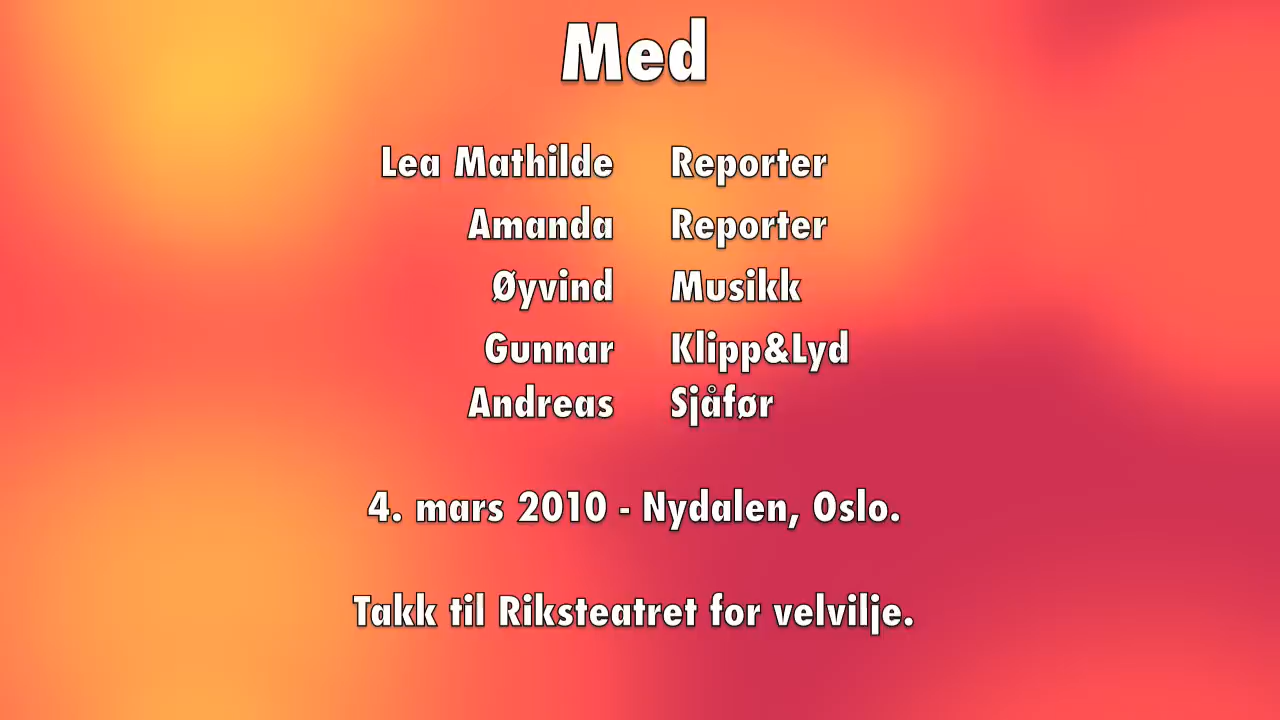 Med
Lea Mathilde Reporter
Amanda Reporter
Øyvind Musikk
Gunnar Klipp&Lyd
Andreas Sjåfør
4. mars 2010 - Nydalen, Oslo.
Takk til Riksteatret for velvilje.